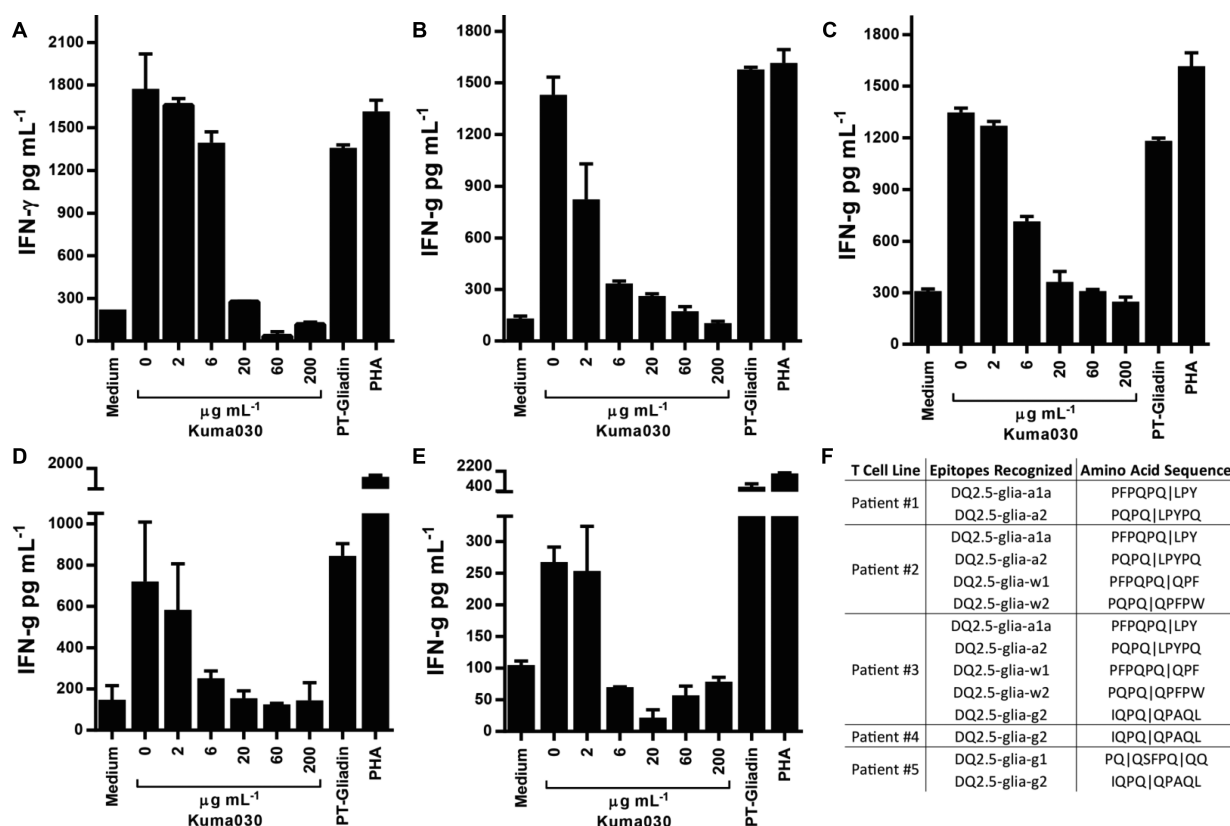 A
IFN-γ pg mL-1
2100
1800
1500
1200
900
600
300
0
Medium
0
2
6
20
60
200
PT-Gliadin
PHA
μg mL-1
Kuma030
B
IFN-g pg mL-1
1800
1500
1200
900
600
300
0
Medium
0
2
6
20
60
200
PT-Gliadin
PHA
μg mL-1
Kuma030
C
IFN-g pg mL-1
1800
1500
1200
900
600
300
0
Medium
0
2
6
20
60
200
PT-Gliadin
PHA
μg mL-1
Kuma030
D
IFN-g pg mL-1
2000
1000
800
600
400
200
0
Medium
0
2
6
20
60
200
PT-Gliadin
PHA
μg mL-1
Kuma030
E
IFN-g pg mL-1
2200
400
300
250
200
150
100
50
0
Medium
0
2
6
20
60
200
PT-Gliadin
PHA
μg mL-1
Kuma030
F
T Cell Line Epitopes Recognized Amino Acid Sequence
Patient #1
DQ2.5-glia-a1a PFPQPQ|LPY
DQ2.5-glia-a2 PQPQ|LPYPQ
Patient #2
DQ2.5-glia-a1a PFPQPQ|LPY
DQ2.5-glia-a2 PQPQ|LPYPQ
DQ2.5-glia-w1 PFPQPQ|QPF
DQ2.5-glia-w2 PQPQ|QPFPW
Patient #3
DQ2.5-glia-a1a PFPQPQ|LPY
DQ2.5-glia-a2 PQPQ|LPYPQ
DQ2.5-glia-w1 PFPQPQ|QPF
DQ2.5-glia-w2 PQPQ|QPFPW
DQ2.5-glia-g2 IQPQ|QPAQL
Patient #4 DQ2.5-glia-g2 IQPQ|QPAQL
Patient #5
DQ2.5-glia-g1 PQ|QSFPQ|QQ
DQ2.5-glia-g2 IQPQ|QPAQL